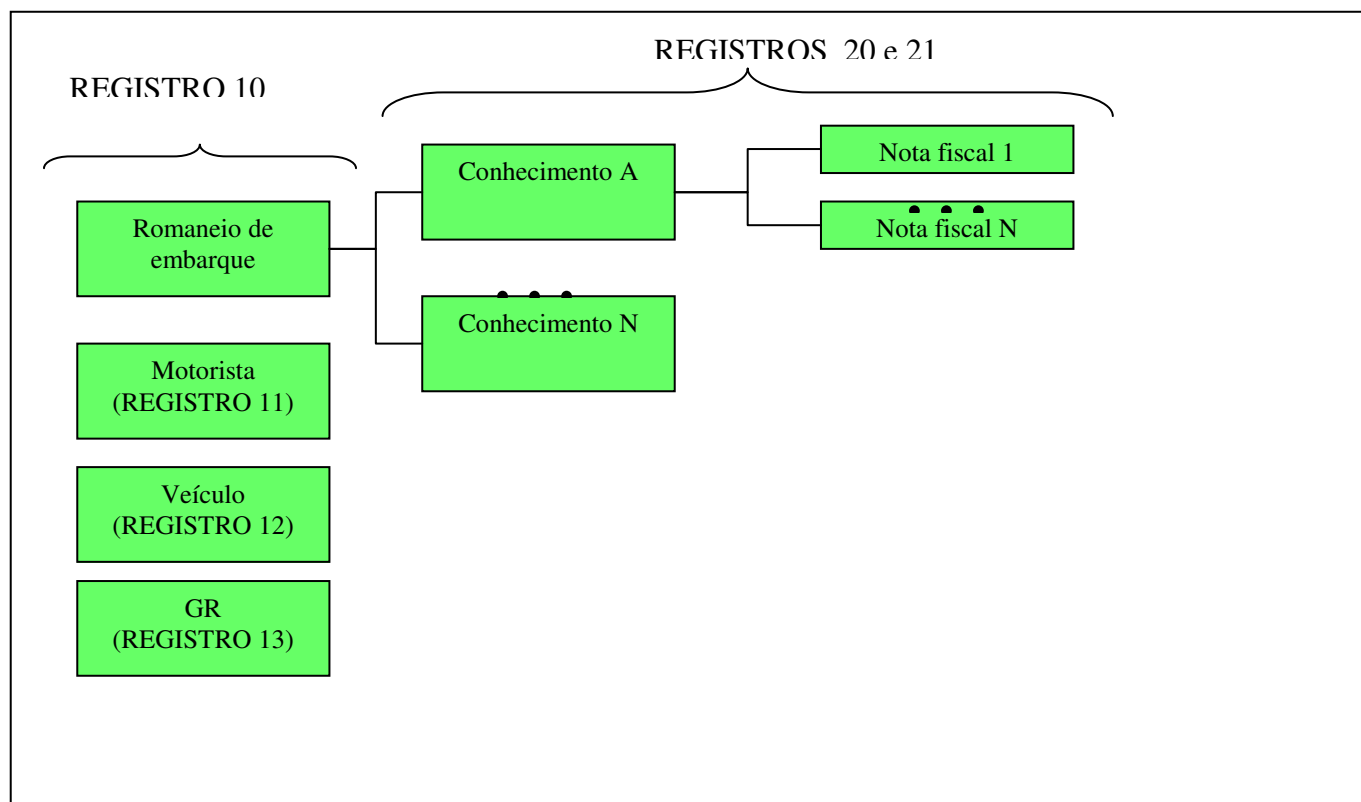 REGISTROS 20 e 21
REGISTRO 10
Romaneio de
embarque
Motorista
(REGISTRO 11)
Veículo
(REGISTRO 12)
GR
(REGISTRO 13)
Conhecimento A
Conhecimento N
Nota fiscal 1
Nota fiscal N